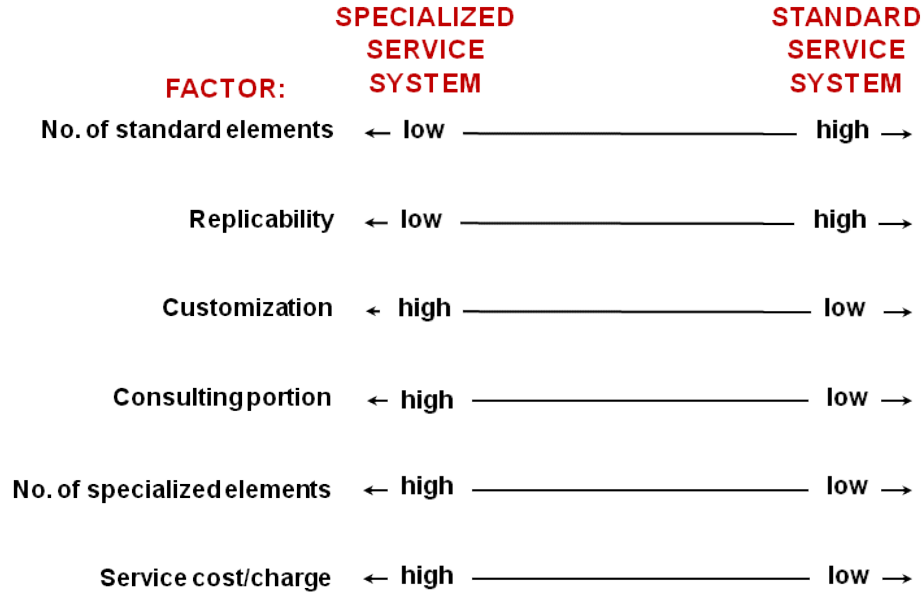 SPECIALIZED
SERVICE
SYSTEM
STANDARD
SERVICE
SYSTEM
FACTOR:
No. of standard elements low high
Replicability low high
Customization high low
Consulting portion high low
No. of specialized elements high low
Service cost/charge high low